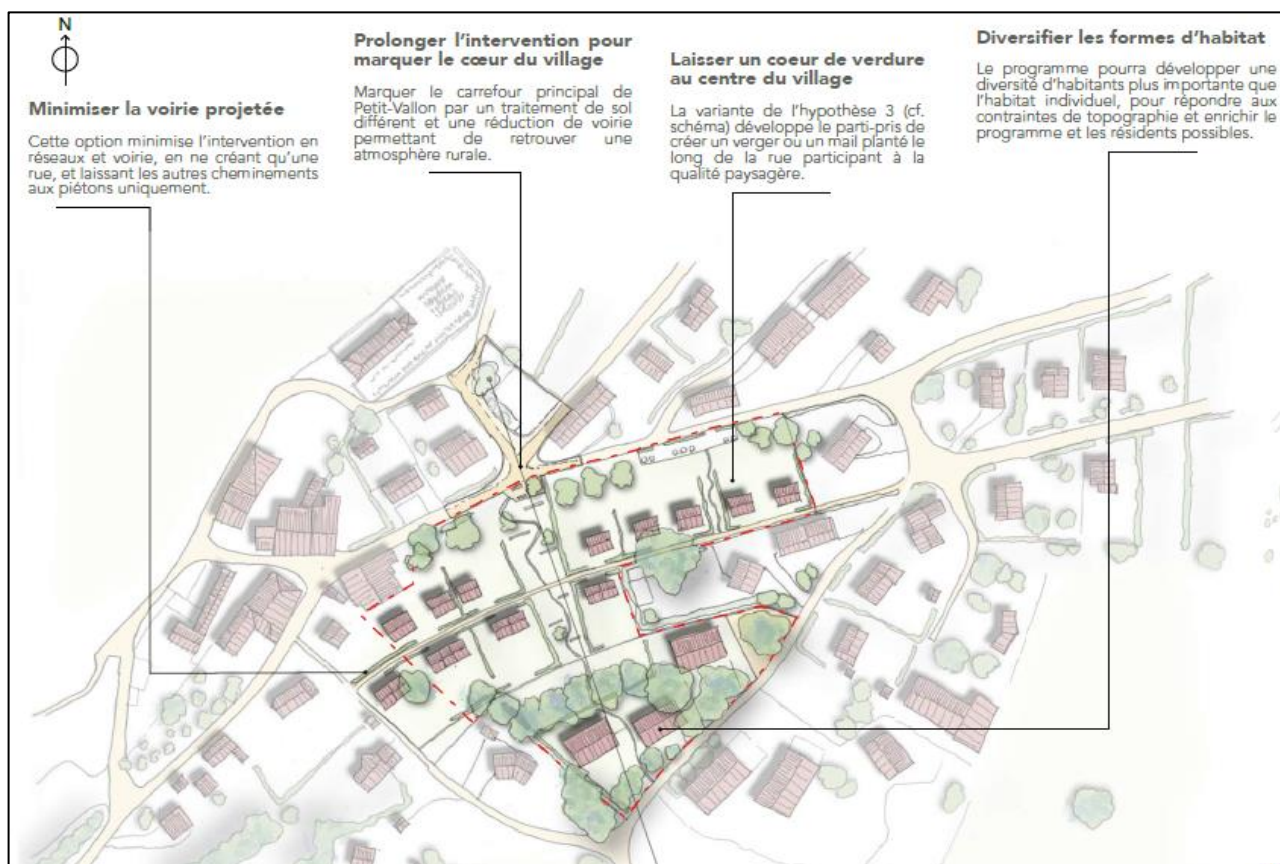 N
Minimiser la voirie projetée
Cette option minimise l'intervention en
réseaux et voirie, en ne créant qu'une
rue, et laissant les autres cheminements
aux piétons uniquement.
Prolonger l'intervention pour
marquer le cœur du village
Marquer le carrefour principal de
Petit-Vallon par un traitement de sol
différent et une réduction de voirie
permettant de retrouver une
atmosphère rurale.
Laisser un coeur de verdure
au centre du village
La variante de l'hypothèse 3 (cf.
schéma) développe le parti-pris de
créer un verger ou un mail planté le
long de la rue participant à la
qualité paysagère.
Diversifier les formes d'habitat
Le programme pourra développer une
diversité d'habitants plus importante que
l'habitat individuel, pour répondre aux
contraintes de topographie et enrichir le
programme et les résidents possibles.